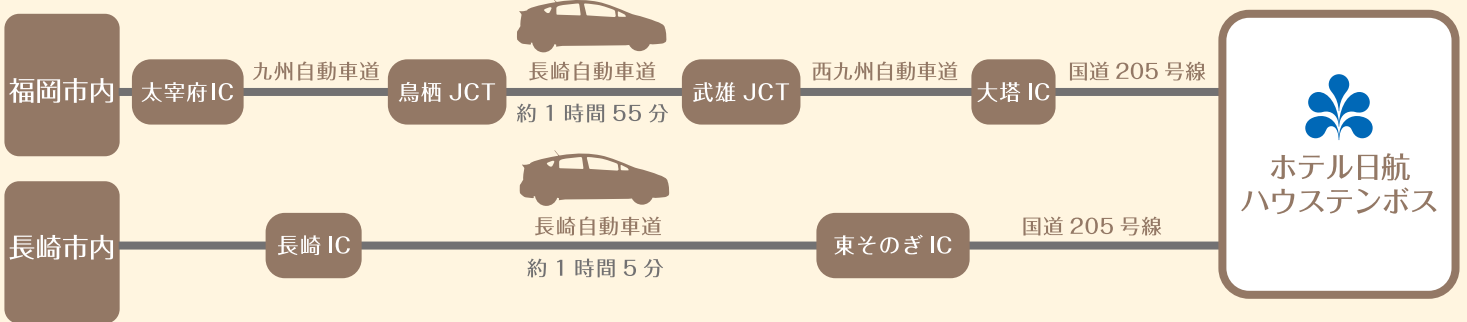 福岡市内
太宰府IC
九州自動車道
鳥栖 JCT
長崎自動車道
約 1 時間 55 分
武雄 JCT
西九州自動車道
大塔 IC
国道 205 号線
長崎市内
長崎 IC
長崎自動車道
約 1 時間 5 分
東そのぎ IC
国道 205 号線
ホテル日航
ハウステンボス